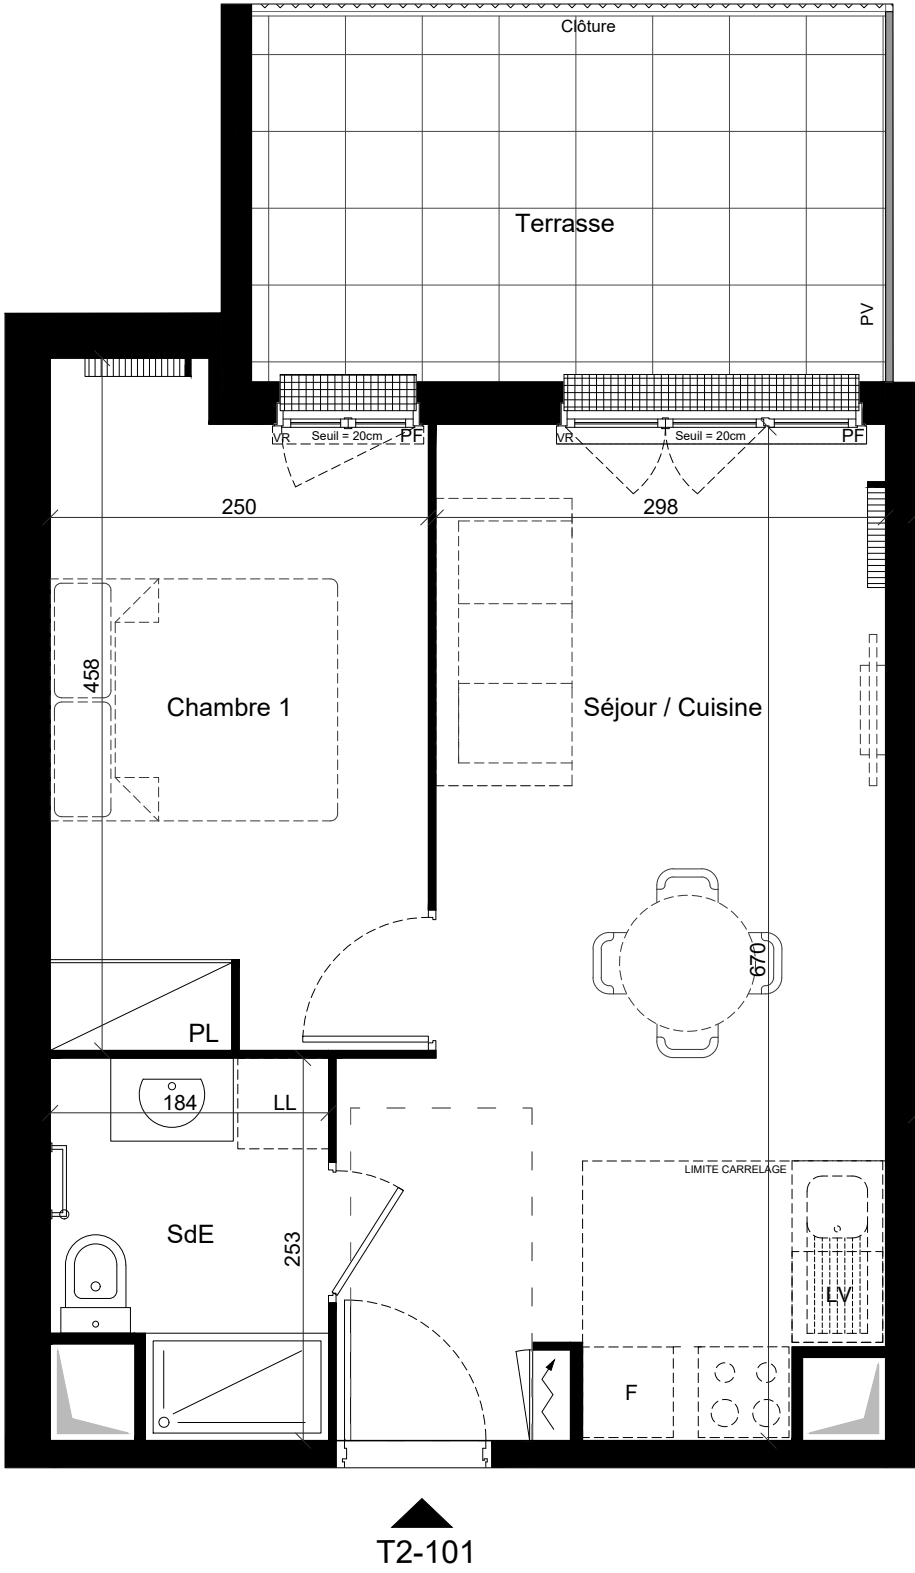 Clôture
Terrasse
PV
VR
Seuil = 20cm
PF
VR
Seuil = 20cm
PF
250
298
458
Chambre 1
Séjour / Cuisine
670
PL
184
LL
LIMITE CARRELAGE
SdE
253
LV
F
T2-101